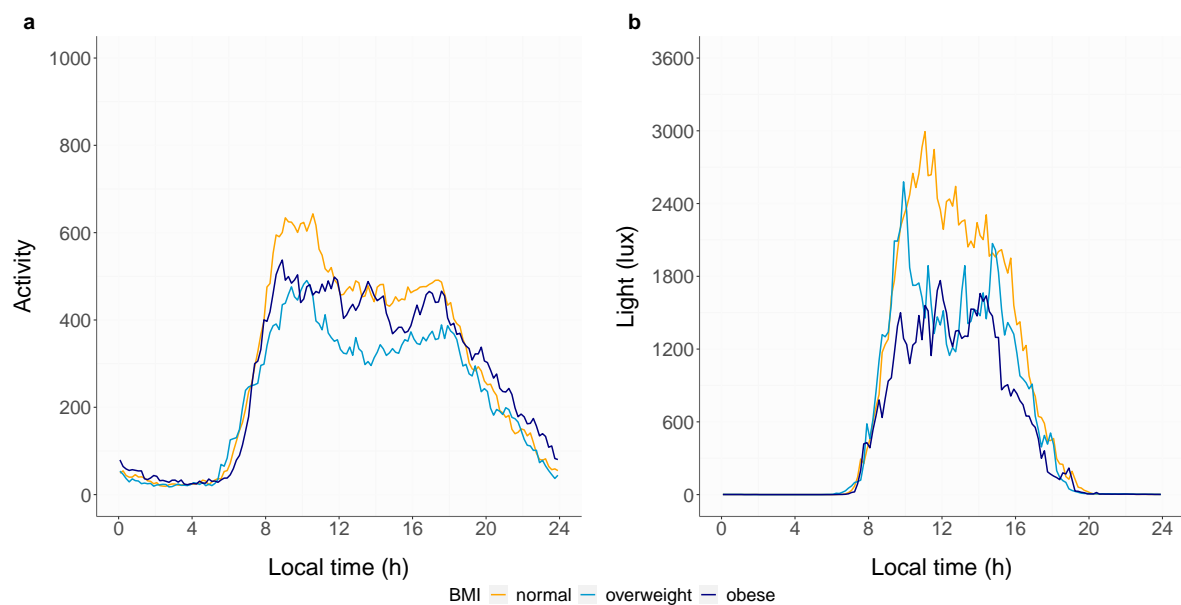 a
1000
800
600
400
200
0
Activity
0 4 8 12 16 20 24
Local time (h)
b
3600
3000
2400
1800
1200
600
0
Light (lux)
0 4 8 12 16 20 24
Local time (h)
BMI normal overweight obese